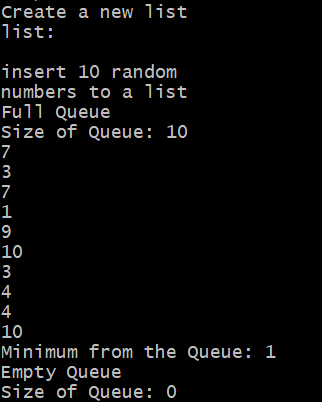 Create a new list
list:
insert 10 random
numbers to a list
Full Queue
Size of Queue: 10
7
3
7
1
9
10
3
4
4
10
Minimum from the Queue: 1
Empty Queue
Size of Queue: 0